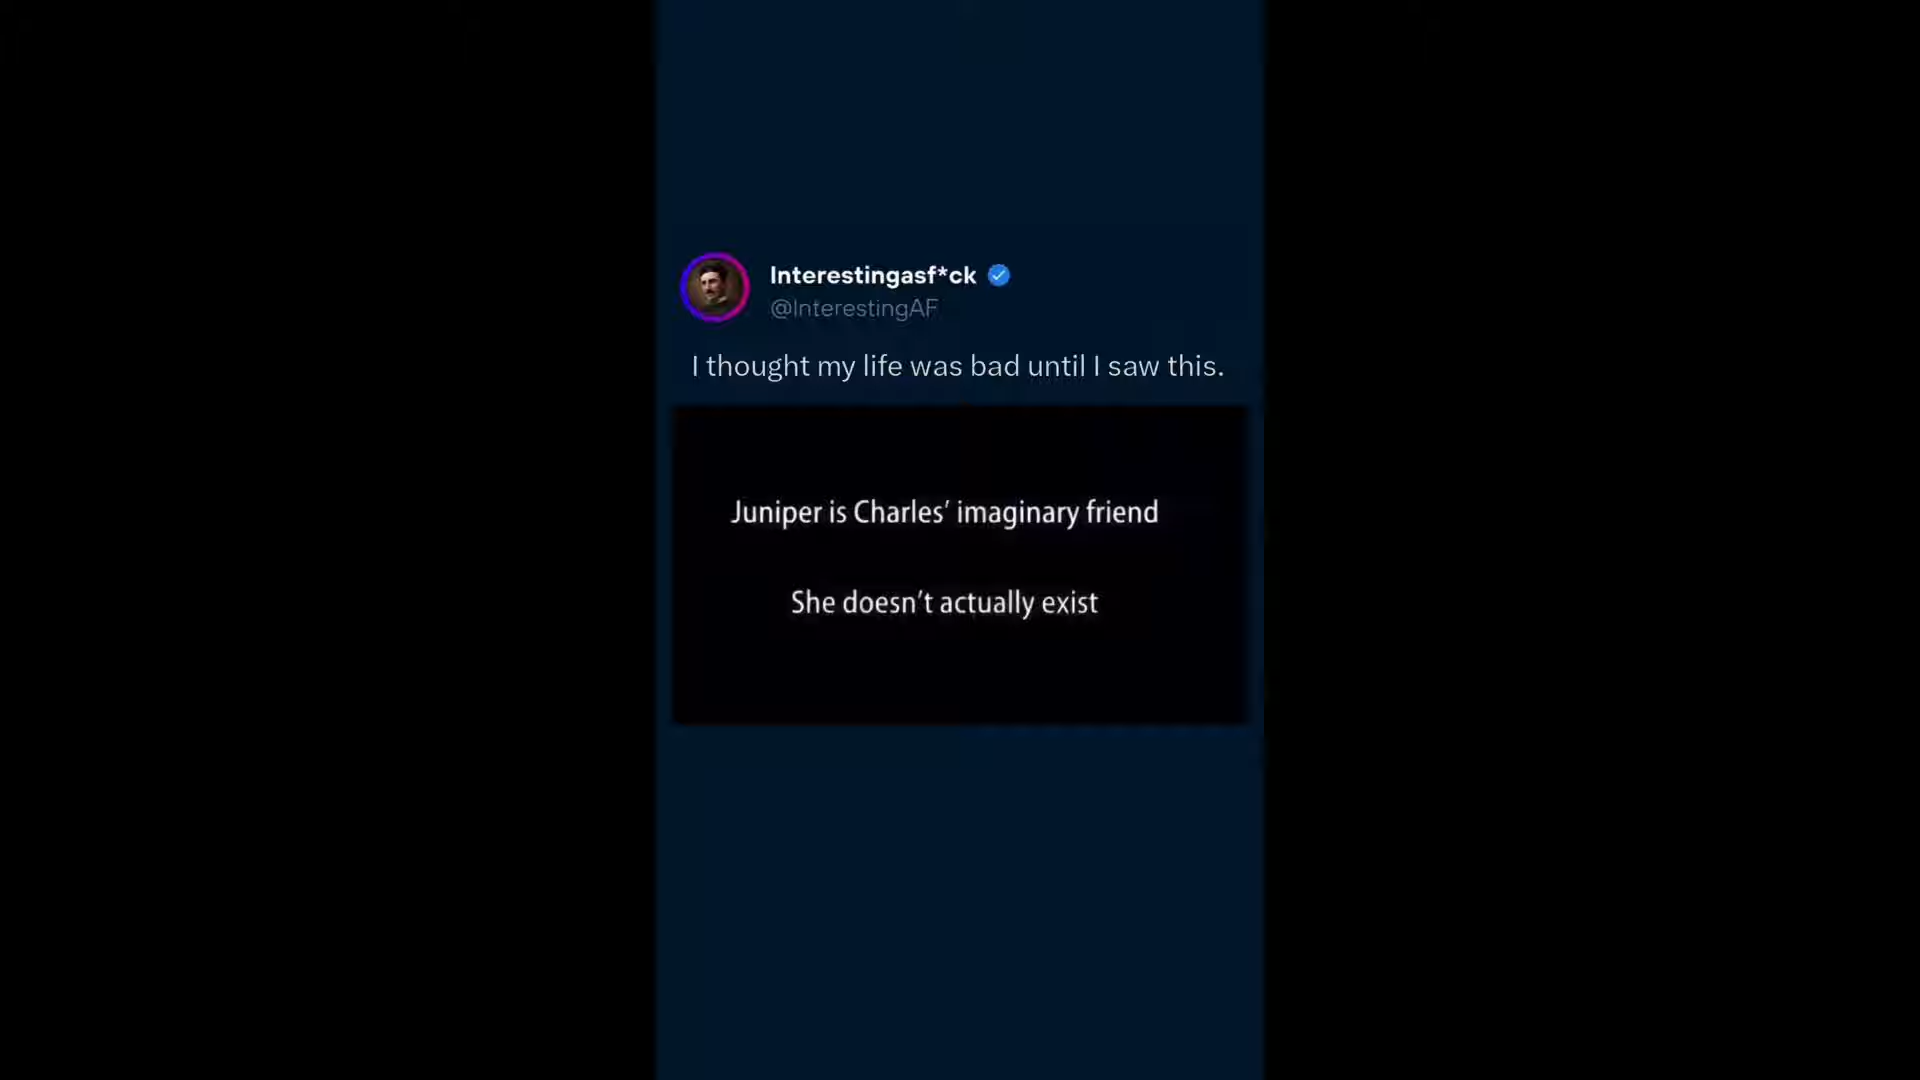 Interestingasf*ck
@InterestingAF
I thought my life was bad until I saw this.
Juniper is Charles’ imaginary friend
She doesn’t actually exist